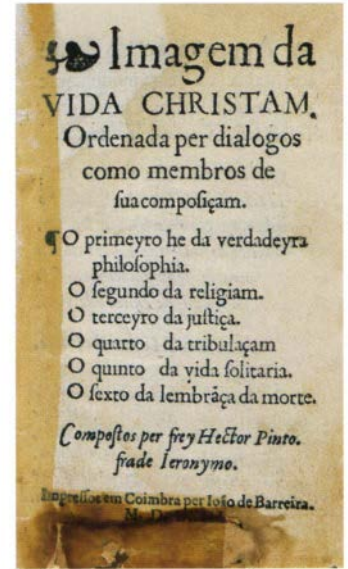 Imagem da
VIDA CHRISTAM.
Ordenada per dialogos
como membros de
ſua compoſiçam.
¶ O primeyro he da verdadeyra
philoſophia.
O ſegundo da religiam.
O terceyro da juſtiça.
O quarto da tribulaçam
O quinto da vida ſolitaria.
O ſexto da lembrãça da morte.
Compoſtos per frey Hector Pinto.
frade Ieronymo.
Impreſſos em Coimbra per Ioão de Barreira.